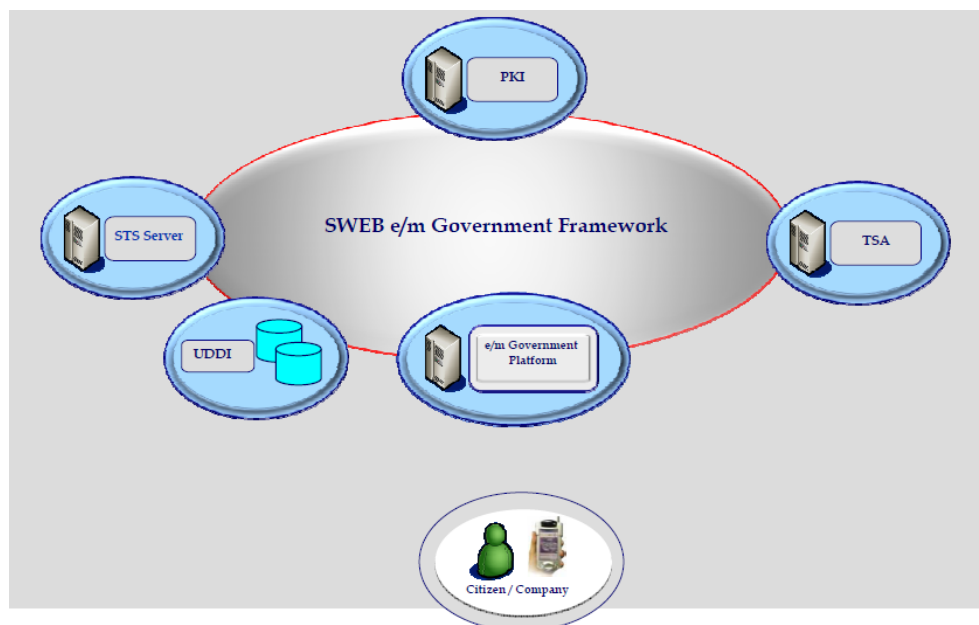 PKI
SWEB e/m Government Framework
STS Server
TSA
UDDI
e/m Government
Platform
Citizen / Company